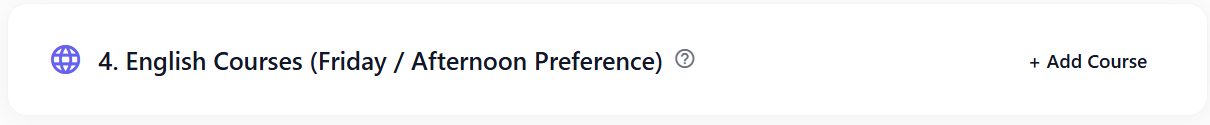 4. English Courses (Friday / Afternoon Preference) ?
+ Add Course